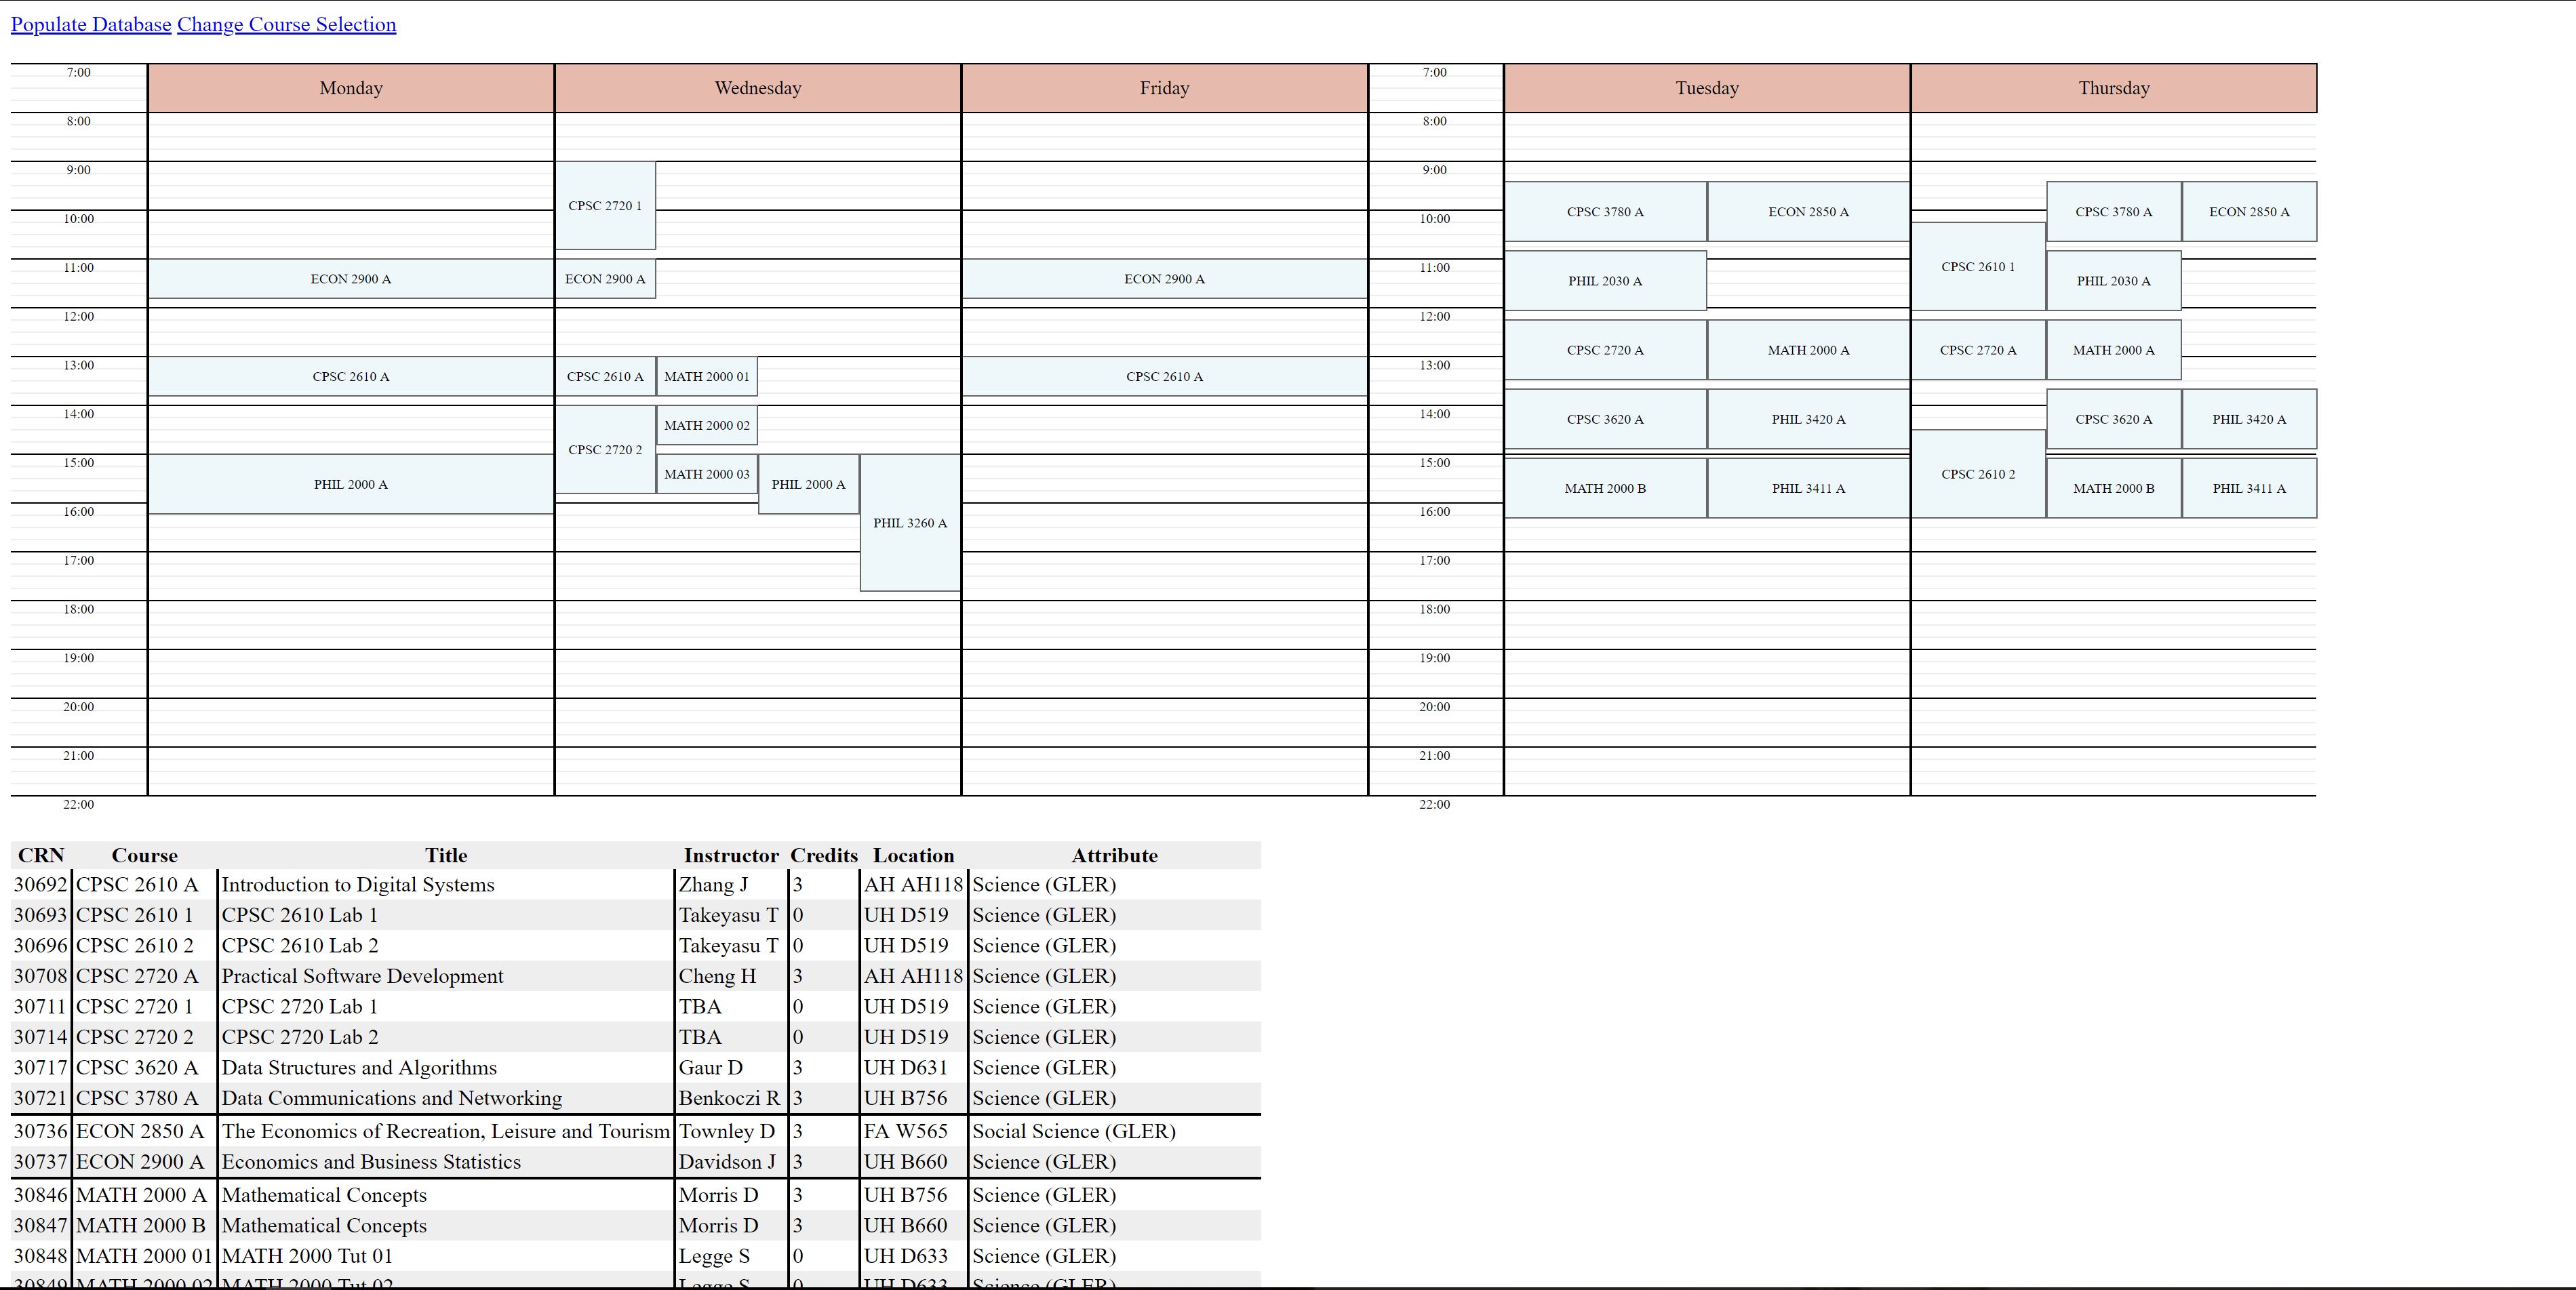 Populate Database Change Course Selection
7:00 Monday Wednesday Friday 7:00 Tuesday Thursday
8:00 8:00
9:00 9:00
CPSC 2720 1 CPSC 3780 A ECON 2850 A CPSC 3780 A ECON 2850 A
10:00 10:00
11:00 CPSC 2610 1 11:00
ECON 2900 A ECON 2900 A ECON 2900 A PHIL 2030 A PHIL 2030 A
12:00 12:00
CPSC 2720 A MATH 2000 A CPSC 2720 A MATH 2000 A
13:00 13:00
CPSC 2610 A CPSC 2610 A MATH 2000 01 CPSC 2610 A
14:00 14:00
MATH 2000 02 CPSC 3620 A PHIL 3420 A CPSC 3620 A PHIL 3420 A
CPSC 2720 2
15:00 15:00
MATH 2000 03 CPSC 2610 2
PHIL 2000 A PHIL 2000 A MATH 2000 B PHIL 3411 A MATH 2000 B PHIL 3411 A
16:00 16:00
PHIL 3260 A
17:00 17:00
18:00 18:00
19:00 19:00
20:00 20:00
21:00 21:00
22:00 22:00
CRN Course Title Instructor Credits Location Attribute
30692 CPSC 2610 A Introduction to Digital Systems Zhang J 3 AH AH118 Science (GLER)
30693 CPSC 2610 1 CPSC 2610 Lab 1 Takeyasu T 0 UH D519 Science (GLER)
30696 CPSC 2610 2 CPSC 2610 Lab 2 Takeyasu T 0 UH D519 Science (GLER)
30708 CPSC 2720 A Practical Software Development Cheng H 3 AH AH118 Science (GLER)
30711 CPSC 2720 1 CPSC 2720 Lab 1 TBA 0 UH D519 Science (GLER)
30714 CPSC 2720 2 CPSC 2720 Lab 2 TBA 0 UH D519 Science (GLER)
30717 CPSC 3620 A Data Structures and Algorithms Gaur D 3 UH D631 Science (GLER)
30721 CPSC 3780 A Data Communications and Networking Benkoczi R 3 UH B756 Science (GLER)
30736 ECON 2850 A The Economics of Recreation, Leisure and Tourism Townley D 3 FA W565 Social Science (GLER)
30737 ECON 2900 A Economics and Business Statistics Davidson J 3 UH B660 Science (GLER)
30846 MATH 2000 A Mathematical Concepts Morris D 3 UH B756 Science (GLER)
30847 MATH 2000 B Mathematical Concepts Morris D 3 UH B660 Science (GLER)
30848 MATH 2000 01 MATH 2000 Tut 01 Legge S 0 UH D633 Science (GLER)
30849 MATH 2000 02 MATH 2000 Tut 02 Legge S 0 UH D633 Science (GLER)